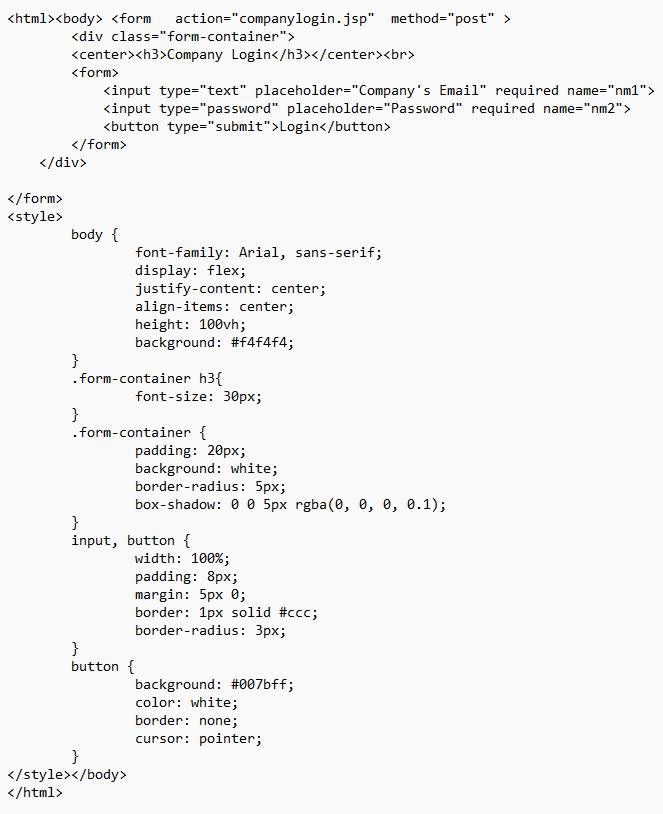 <html><body> <form   action="companylogin.jsp"  method="post" >
        <div class="form-container">
        <center><h3>Company Login</h3></center><br>
        <form>
            <input type="text" placeholder="Company's Email" required name="nm1">
            <input type="password" placeholder="Password" required name="nm2">
            <button type="submit">Login</button>
        </form>
    </div>

</form>
<style>
        body {
                font-family: Arial, sans-serif;
                display: flex;
                justify-content: center;
                align-items: center;
                height: 100vh;
                background: #f4f4f4;
        }
        .form-container h3{
                font-size: 30px;
        }
        .form-container {
                padding: 20px;
                background: white;
                border-radius: 5px;
                box-shadow: 0 0 5px rgba(0, 0, 0, 0.1);
        }
        input, button {
                width: 100%;
                padding: 8px;
                margin: 5px 0;
                border: 1px solid #ccc;
                border-radius: 3px;
        }
        button {
                background: #007bff;
                color: white;
                border: none;
                cursor: pointer;
        }
</style></body>
</html>